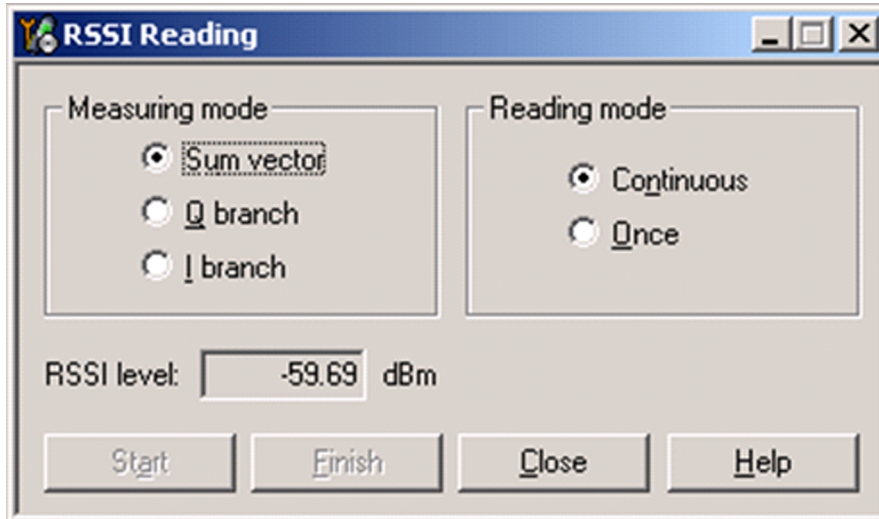 RSSI Reading
Measuring mode
Sum vector
Q branch
I branch
Reading mode
Continuous
Once
RSSI level: -59.69 dBm
Start Finish Close Help